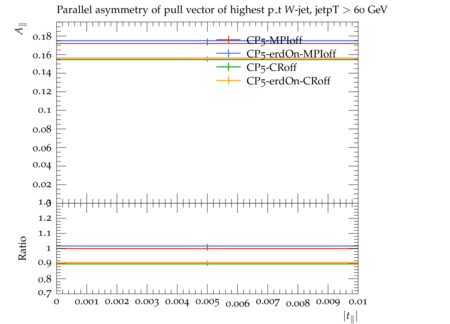 Parallel asymmetry of pull vector of highest p_t W-jet, jetpT > 60 GeV
A∥
0.18
0.16
0.14
0.12
0.1
0.08
0.06
0.04
0.02
0
CP5-MPIoff
CP5-erdOn-MPIoff
CP5-CRoff
CP5-erdOn-CRoff
1.3
1.2
1.1
1
0.9
0.8
0.7
Ratio
0 0.001 0.002 0.003 0.004 0.005 0.006 0.007 0.008 0.009 0.01
|t∥|